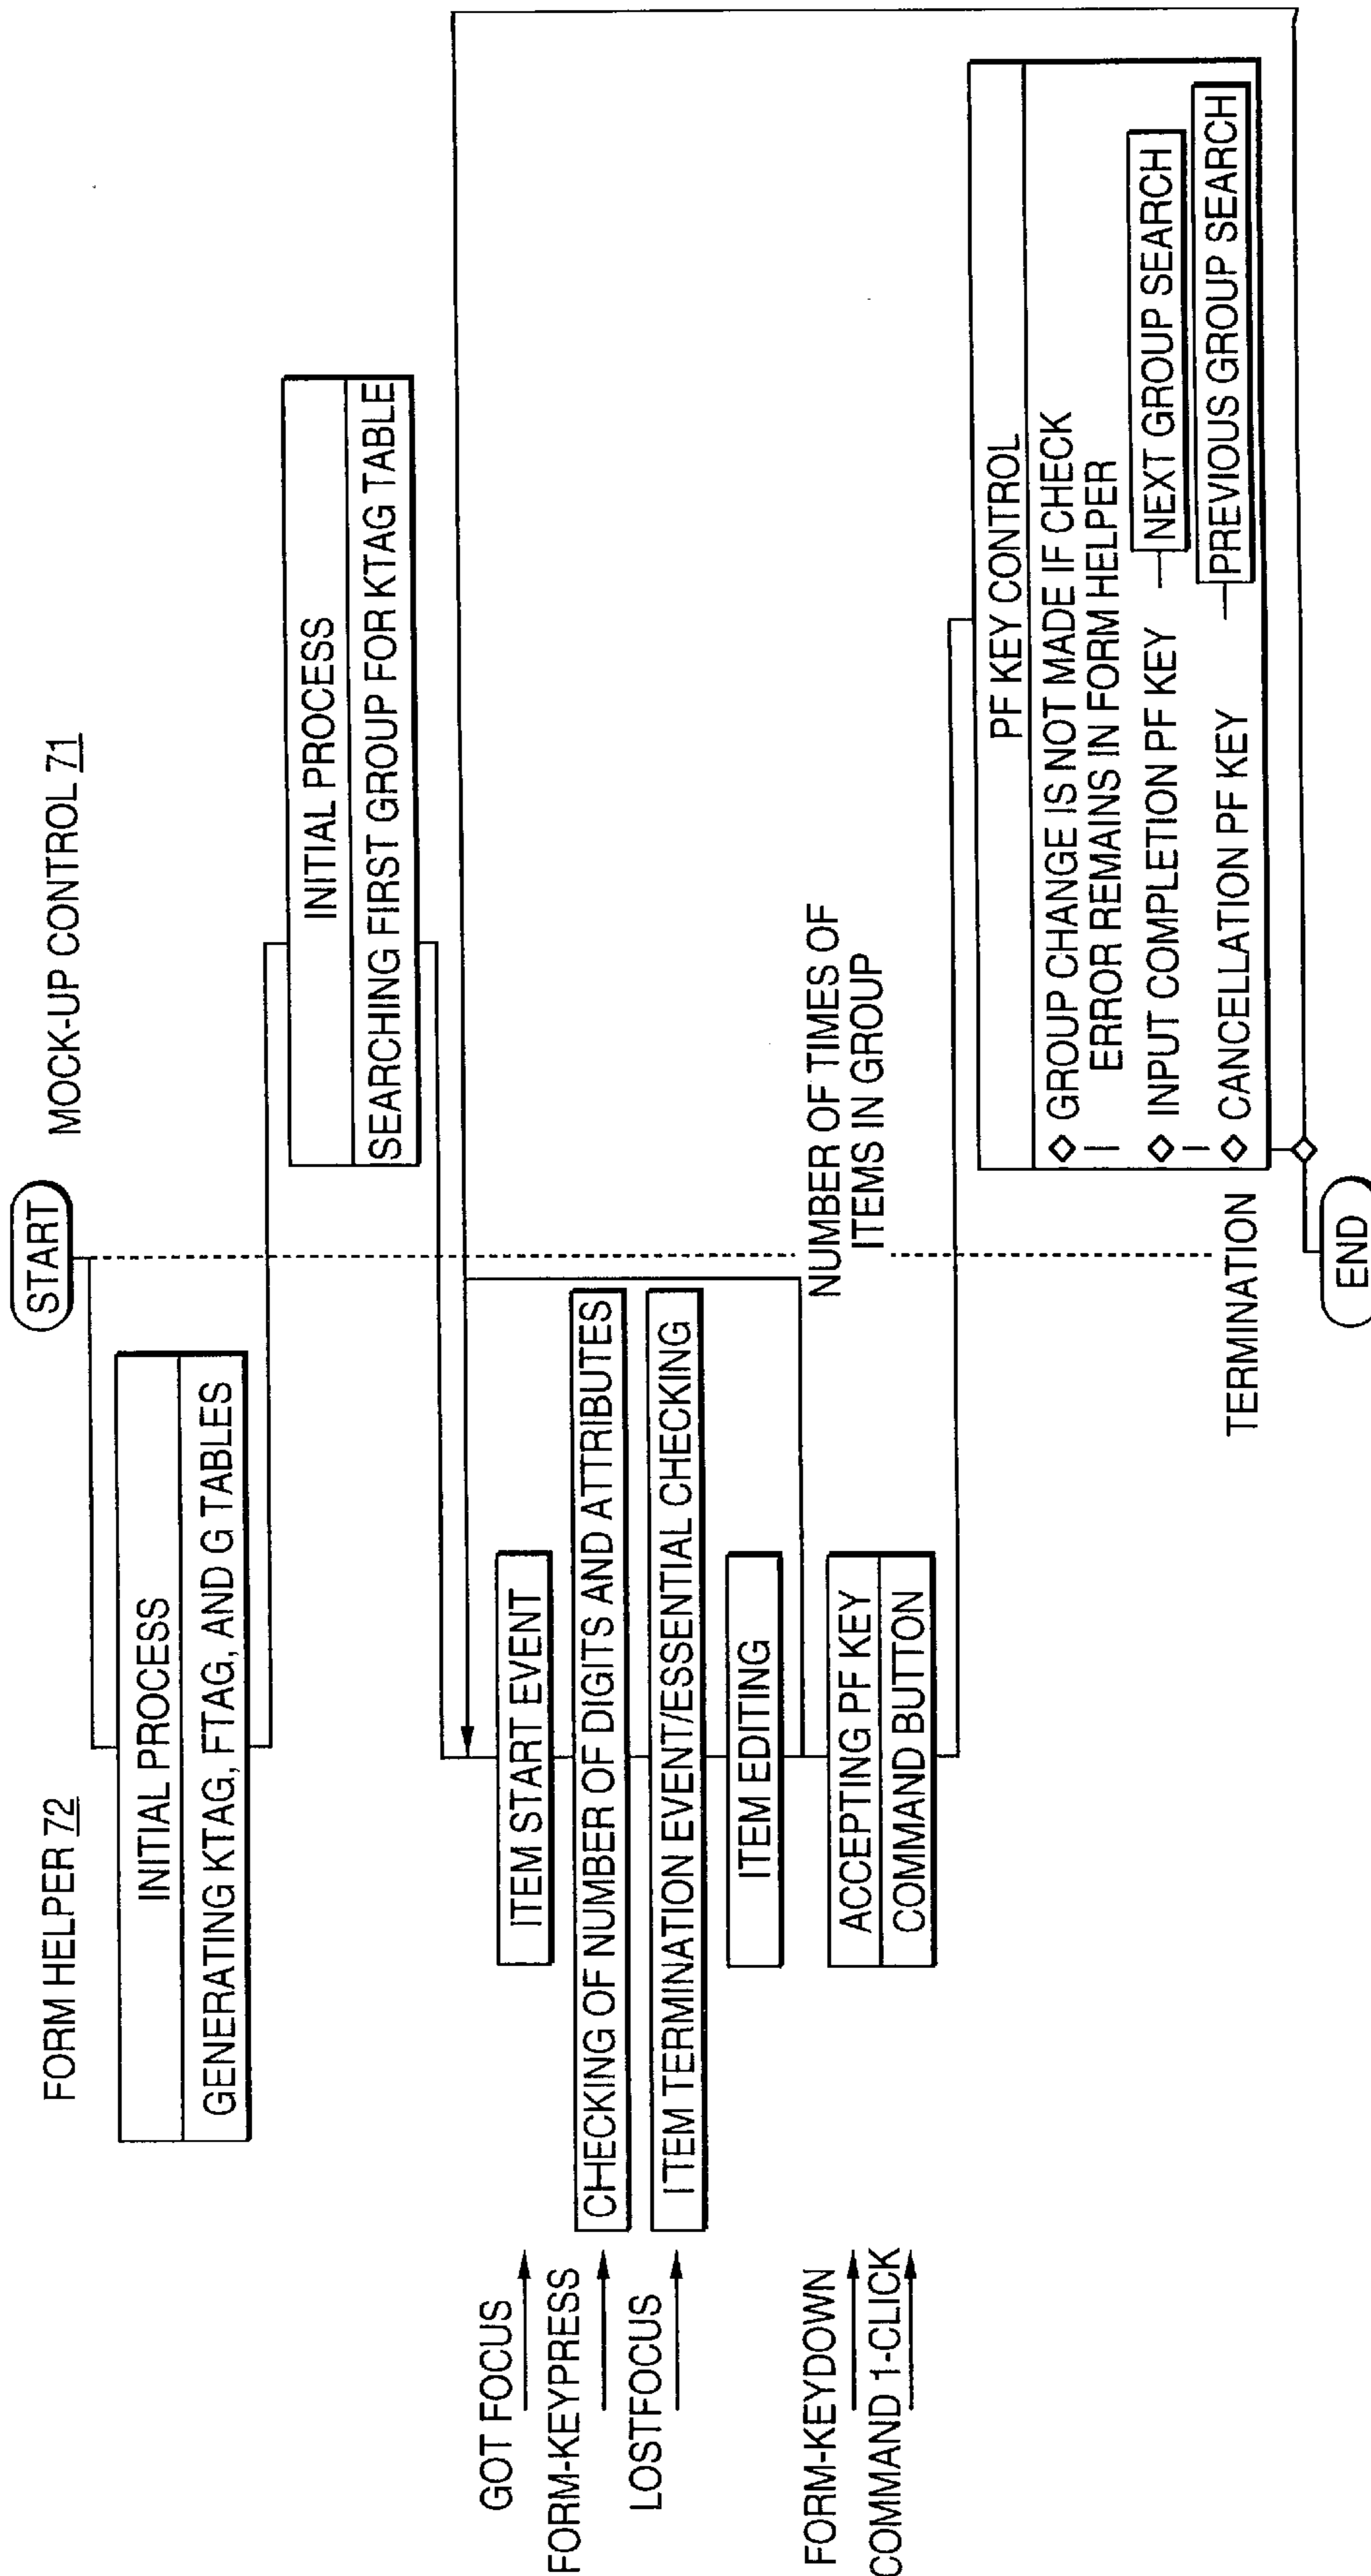 START
FORM HELPER 72
MOCK-UP CONTROL 71
INITIAL PROCESS
GENERATING KTAG, FTAG, AND G TABLES
INITIAL PROCESS
SEARCHING FIRST GROUP FOR KTAG TABLE
GOT FOCUS
ITEM START EVENT
FORM-KEYPRESS
CHECKING OF NUMBER OF DIGITS AND ATTRIBUTES
LOSTFOCUS
ITEM TERMINATION EVENT/ESSENTIAL CHECKING
ITEM EDITING
NUMBER OF TIMES OF
ITEMS IN GROUP
FORM-KEYDOWN
ACCEPTING PF KEY
COMMAND 1-CLICK
COMMAND BUTTON
PF KEY CONTROL
GROUP CHANGE IS NOT MADE IF CHECK
ERROR REMAINS IN FORM HELPER
INPUT COMPLETION PF KEY
NEXT GROUP SEARCH
CANCELLATION PF KEY
PREVIOUS GROUP SEARCH
TERMINATION
END